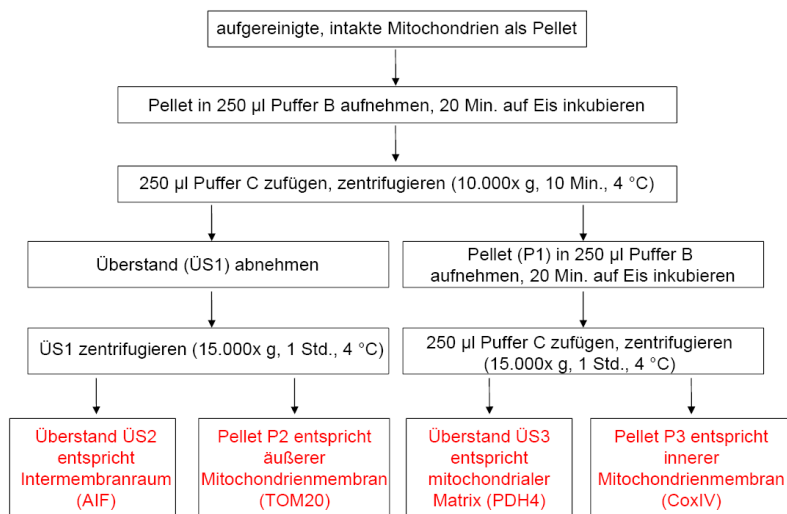 aufgereinigte, intakte Mitochondrien als Pellet
Pellet in 250 µl Puffer B aufnehmen, 20 Min. auf Eis inkubieren
250 µl Puffer C zufügen, zentrifugieren (10.000x g, 10 Min., 4 °C)
Überstand (ÜS1) abnehmen
Pellet (P1) in 250 µl Puffer B
aufnehmen, 20 Min. auf Eis inkubieren
ÜS1 zentrifugieren (15.000x g, 1 Std., 4 °C)
250 µl Puffer C zufügen, zentrifugieren
(15.000x g, 1 Std., 4 °C)
Überstand ÜS2
entspricht
Intermembranraum
(AIF)
Pellet P2 entspricht
äußerer
Mitochondrienmembran
(TOM20)
Überstand ÜS3
entspricht
mitochondrialer
Matrix (PDH4)
Pellet P3 entspricht
innerer
Mitochondrienmembran
(CoxIV)